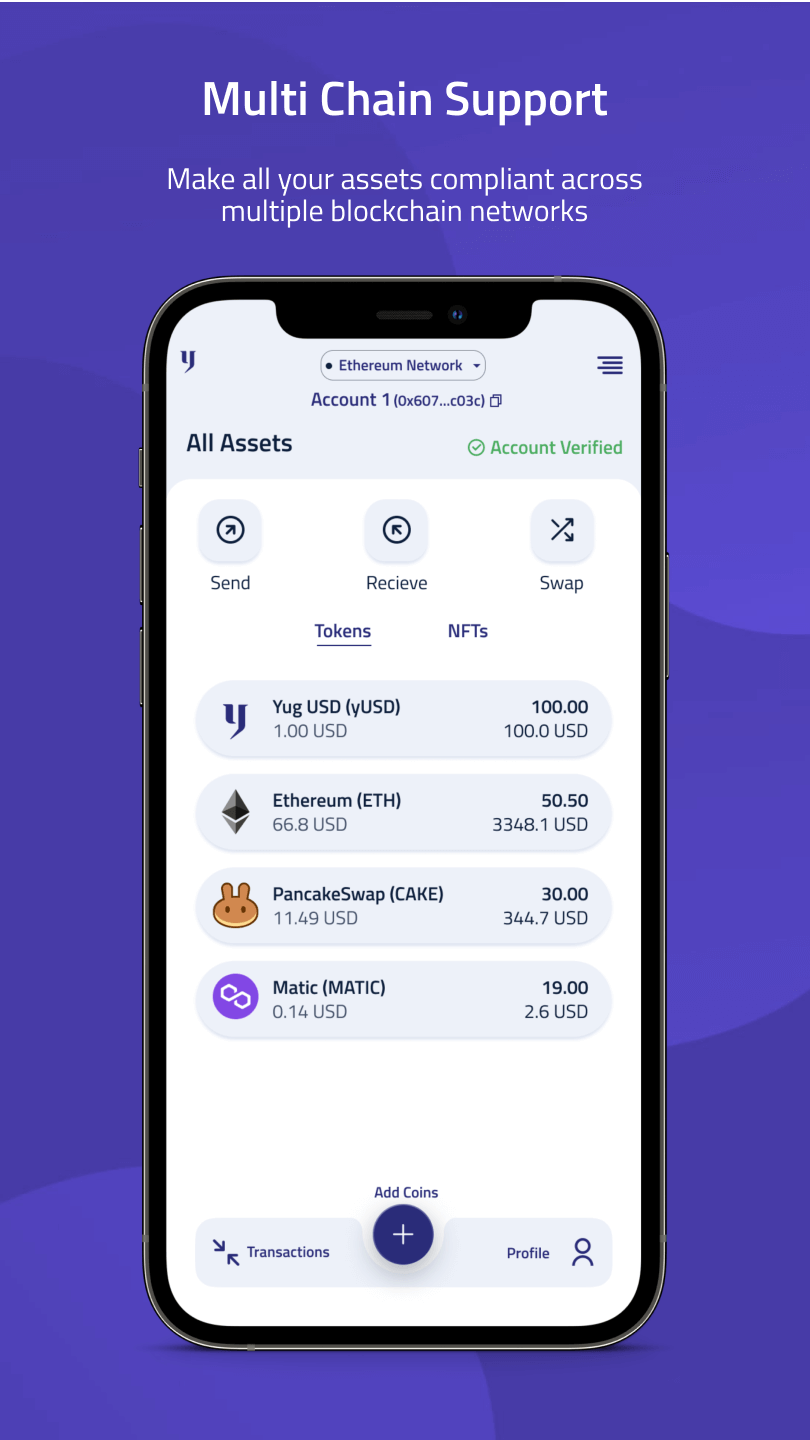 Multi Chain Support
Make all your assets compliant across
multiple blockchain networks
Ethereum Network
Account 1 (0x607...c03c)
All Assets
Account Verified
Send
Recieve
Swap
Tokens
NFTs
Yug USD (yUSD)
100.00
1.00 USD
100.0 USD
Ethereum (ETH)
50.50
66.8 USD
3348.1 USD
PancakeSwap (CAKE)
30.00
11.49 USD
344.7 USD
Matic (MATIC)
19.00
0.14 USD
2.6 USD
Add Coins
Transactions
Profile